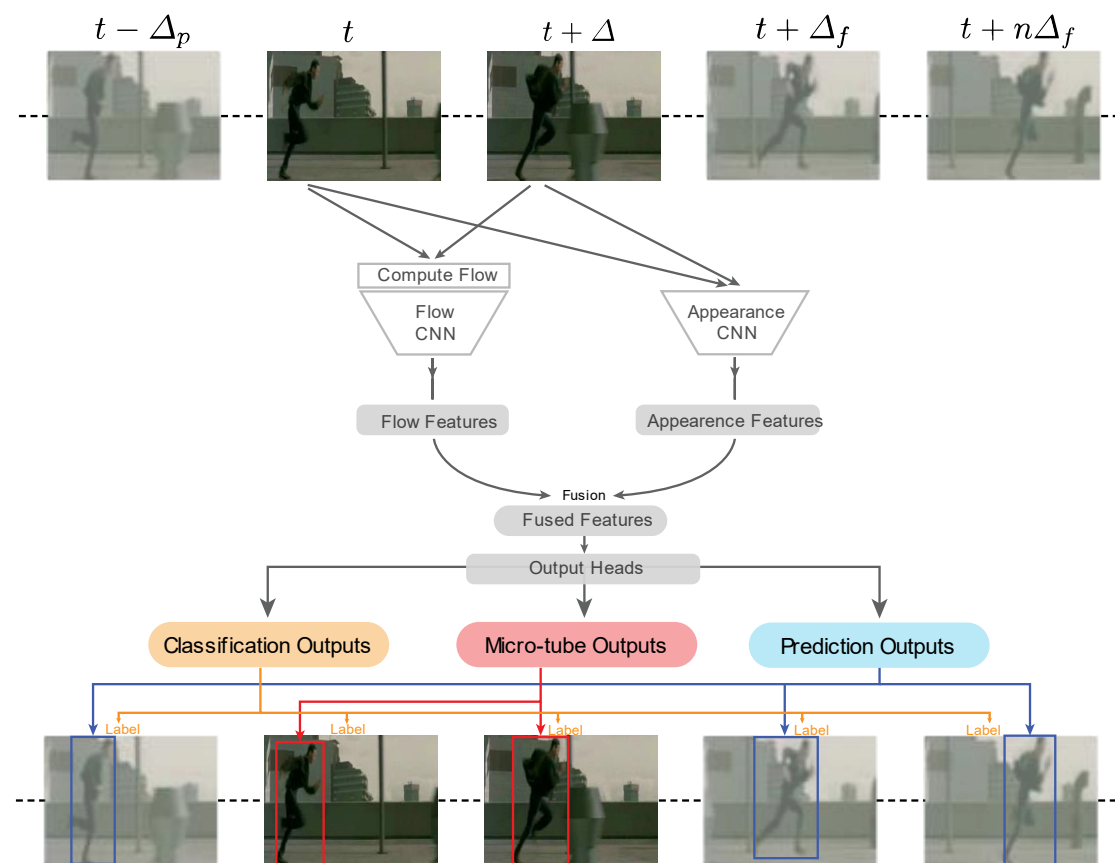 t − Δp
t
t + Δ
t + Δf
t + nΔf
Compute Flow
Flow
CNN
Appearance
CNN
Flow Features
Appearence Features
Fusion
Fused Features
Output Heads
Classification Outputs
Micro-tube Outputs
Prediction Outputs
Label
Label
Label
Label
Label